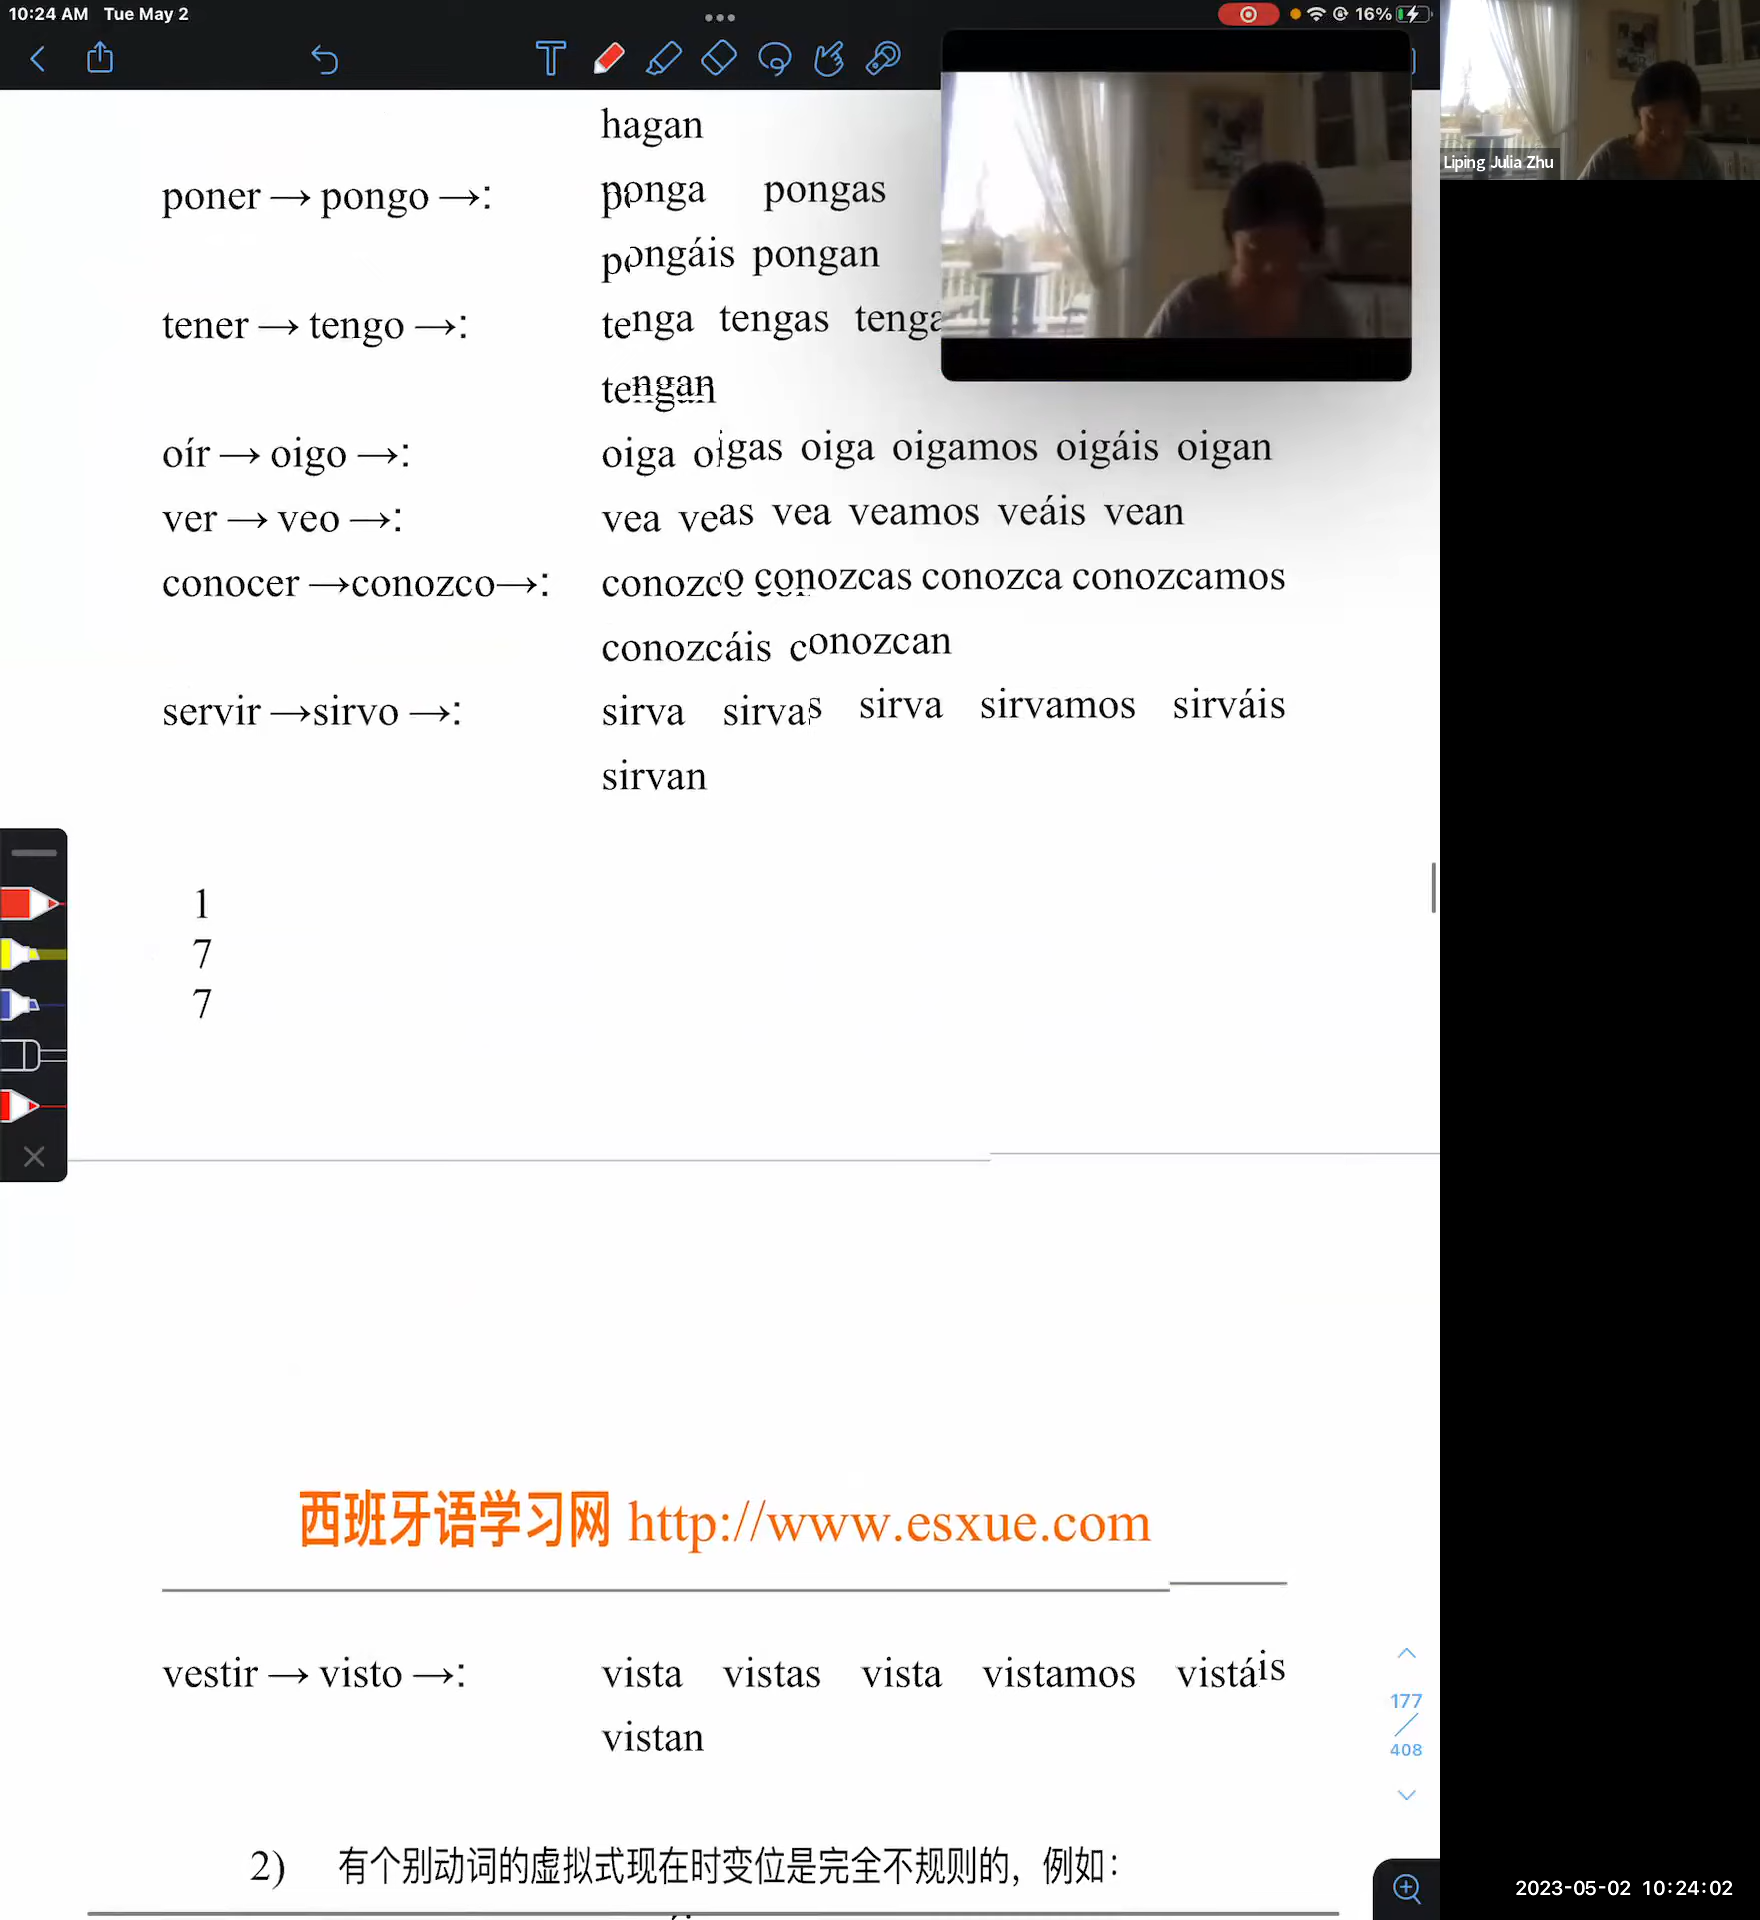 10:24 AM Tue May 2
16%
Liping Julia Zhu
hagan
poner → pongo →: ponga pongas
pongáis pongan
tener → tengo →: tenga tengas
tengan
oír → oigo →: oiga oigas oiga oigamos oigáis oigan
ver → veo →: vea veas vea veamos veáis vean
conocer →conozco→: conozco conozcas conozca conozcamos
conozcáis conozcan
servir →sirvo →: sirva sirvas sirva sirvamos sirváis
sirvan
1
7
7
西班牙语学习网 http://www.esxue.com
vestir → visto →: vista vistas vista vistamos vistáis
vistan
177
408
2) 有个别动词的虚拟式现在时变位是完全不规则的，例如：
2023-05-02 10:24:02